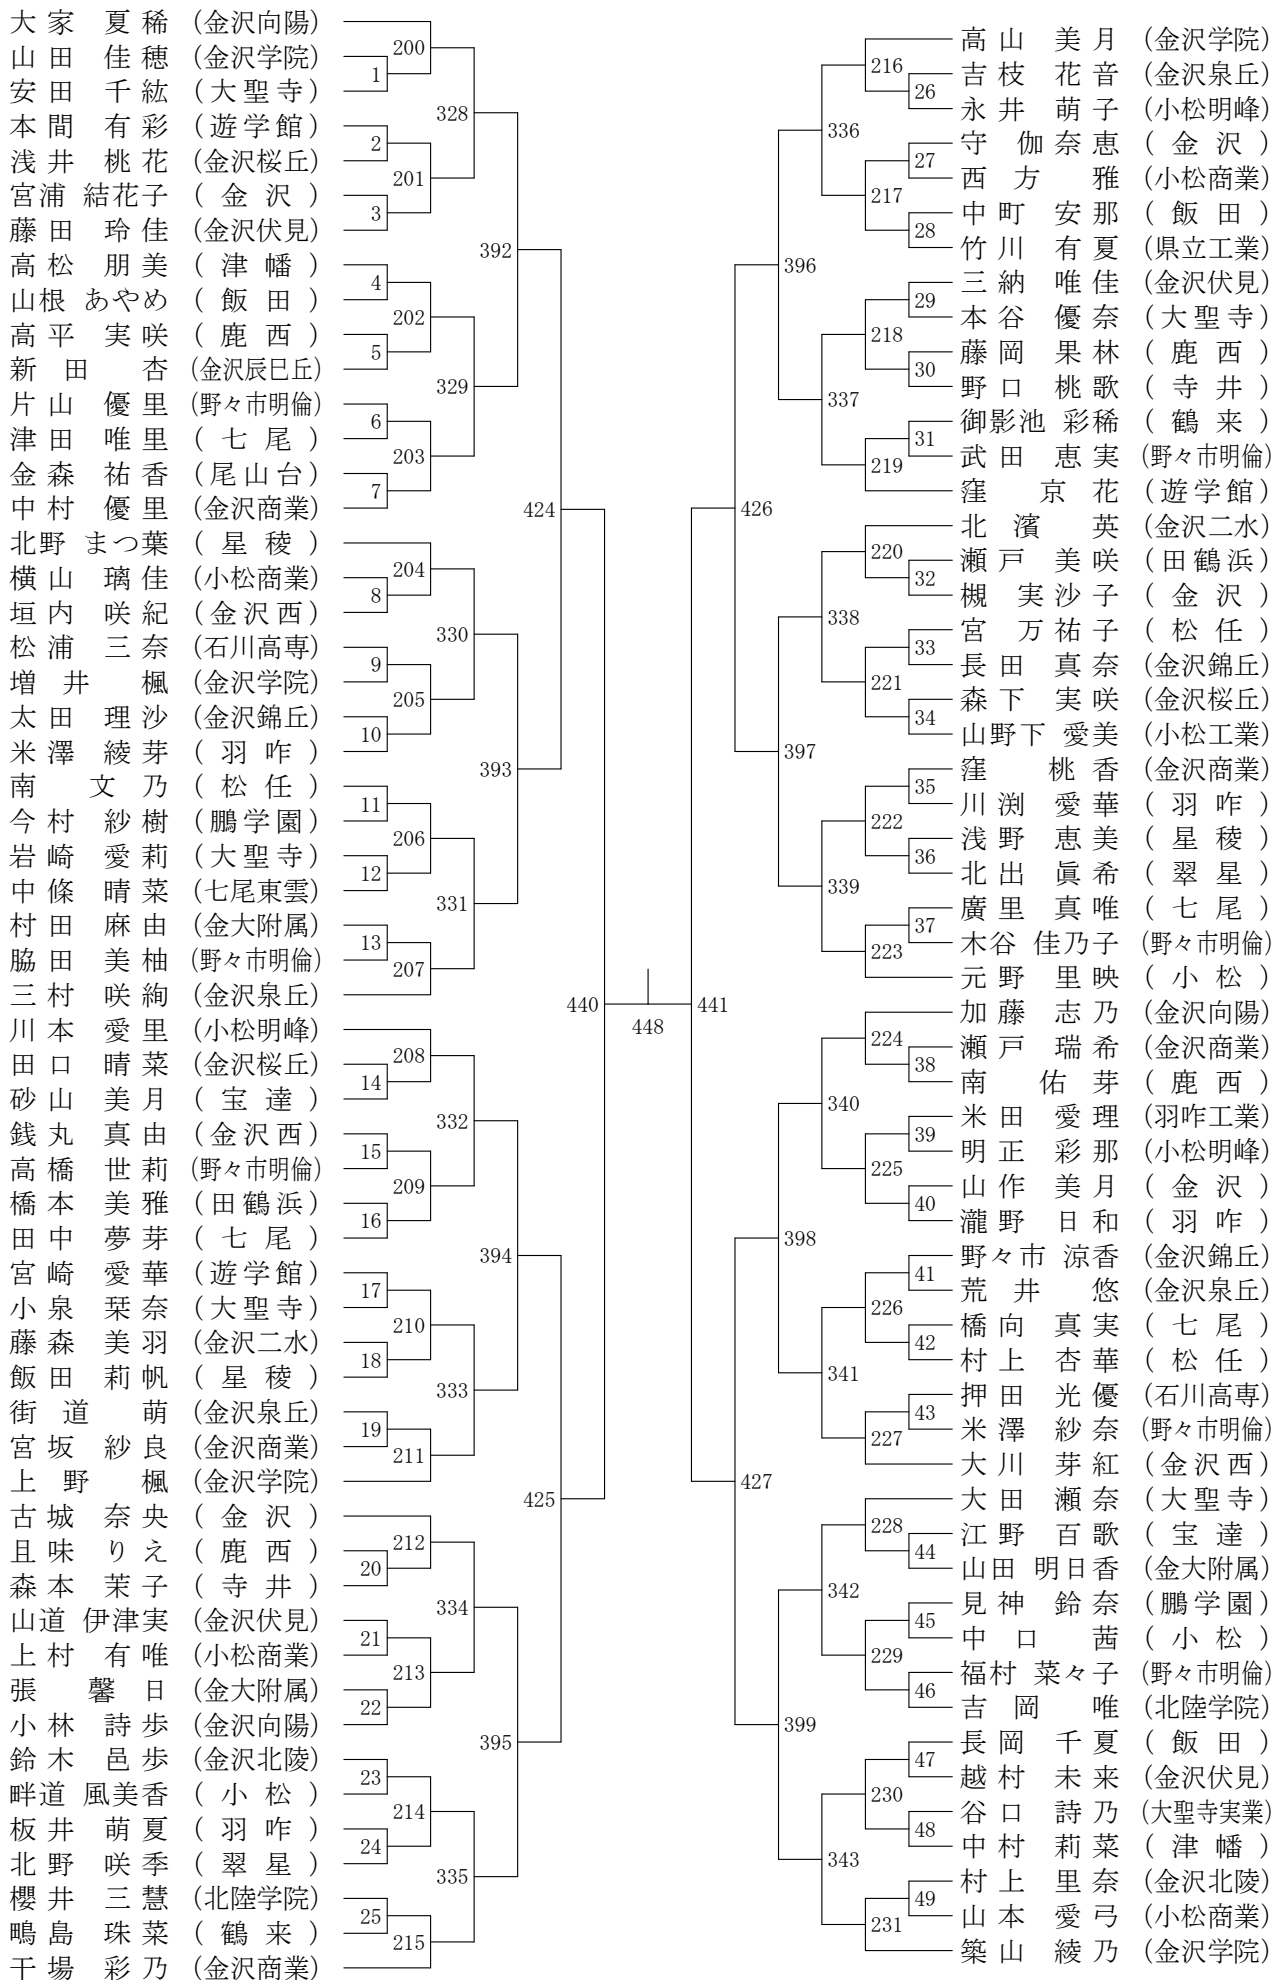 大家 夏稀 (金沢向陽)
山田 佳穂 (金沢学院)
安田 千紘 (大聖寺)
本間 有彩 (遊学館)
浅井 桃花 (金沢桜丘)
宮浦 結花子 (金沢)
藤田 玲佳 (金沢伏見)
高松 朋美 (津幡)
山根 あやめ (飯田)
高平 実咲 (鹿西)
新田 杏 (金沢辰巳丘)
片山 優里 (野々市明倫)
津田 唯里 (七尾)
金森 祐香 (尾山台)
中村 優里 (金沢商業)
北野 まつ葉 (星稜)
横山 璃佳 (小松商業)
垣内 咲紀 (金沢西)
松浦 三奈 (石川高専)
増井 楓 (金沢学院)
太田 理沙 (金沢錦丘)
米澤 綾芽 (羽咋)
南 文乃 (松任)
今村 紗樹 (鵬学園)
岩崎 愛莉 (大聖寺)
中條 晴菜 (七尾東雲)
村田 麻由 (金大附属)
脇田 美柚 (野々市明倫)
三村 咲絢 (金沢泉丘)
川本 愛里 (小松明峰)
田口 晴菜 (金沢桜丘)
砂山 美月 (宝達)
銭丸 真由 (金沢西)
高橋 世莉 (野々市明倫)
橋本 美雅 (田鶴浜)
田中 夢芽 (七尾)
宮崎 愛華 (遊学館)
小泉 栞奈 (大聖寺)
藤森 美羽 (金沢二水)
飯田 莉帆 (星稜)
街道 萌 (金沢泉丘)
宮坂 紗良 (金沢商業)
上野 楓 (金沢学院)
古城 奈央 (金沢)
且味 りえ (鹿西)
森本 茉子 (寺井)
山道 伊津実 (金沢伏見)
上村 有唯 (小松商業)
張 馨日 (金大附属)
小林 詩歩 (金沢向陽)
鈴木 邑歩 (金沢北陵)
畔道 風美香 (小松)
板井 萌夏 (羽咋)
北野 咲季 (翠星)
櫻井 三慧 (北陸学院)
鴫島 珠菜 (鶴来)
干場 彩乃 (金沢商業)
1
2
3
4
5
6
7
8
9
10
11
12
13
14
15
16
17
18
19
20
21
22
23
24
25
200
201
202
203
204
205
206
207
208
209
210
211
212
213
214
215
328
329
330
331
332
333
334
335
392
393
394
395
424
425
440
448
441
426
427
396
397
398
399
336
337
338
339
340
341
342
343
216
217
218
219
220
221
222
223
224
225
226
227
228
229
230
231
26
27
28
29
30
31
32
33
34
35
36
37
38
39
40
41
42
43
44
45
46
47
48
49
高山 美月 (金沢学院)
吉枝 花音 (金沢泉丘)
永井 萌子 (小松明峰)
守 伽奈恵 (金沢)
西方 雅 (小松商業)
中町 安那 (飯田)
竹川 有夏 (県立工業)
三納 唯佳 (金沢伏見)
本谷 優奈 (大聖寺)
藤岡 果林 (鹿西)
野口 桃歌 (寺井)
御影池 彩稀 (鶴来)
武田 恵実 (野々市明倫)
窪 京花 (遊学館)
北濱 英 (金沢二水)
瀬戸 美咲 (田鶴浜)
槻 実沙子 (金沢)
宮 万祐子 (松任)
長田 真奈 (金沢錦丘)
森下 実咲 (金沢桜丘)
山野下 愛美 (小松工業)
窪 桃香 (金沢商業)
川渕 愛華 (羽咋)
浅野 恵美 (星稜)
北出 眞希 (翠星)
廣里 真唯 (七尾)
木谷 佳乃子 (野々市明倫)
元野 里映 (小松)
加藤 志乃 (金沢向陽)
瀬戸 瑞希 (金沢商業)
南 佑芽 (鹿西)
米田 愛理 (羽咋工業)
明正 彩那 (小松明峰)
山作 美月 (金沢)
瀧野 日和 (羽咋)
野々市 涼香 (金沢錦丘)
荒井 悠 (金沢泉丘)
橋向 真実 (七尾)
村上 杏華 (松任)
押田 光優 (石川高専)
米澤 紗奈 (野々市明倫)
大川 芽紅 (金沢西)
大田 瀬奈 (大聖寺)
江野 百歌 (宝達)
山田 明日香 (金大附属)
見神 鈴奈 (鵬学園)
中口 茜 (小松)
福村 菜々子 (野々市明倫)
吉岡 唯 (北陸学院)
長岡 千夏 (飯田)
越村 未来 (金沢伏見)
谷口 詩乃 (大聖寺実業)
中村 莉菜 (津幡)
村上 里奈 (金沢北陵)
山本 愛弓 (小松商業)
築山 綾乃 (金沢学院)